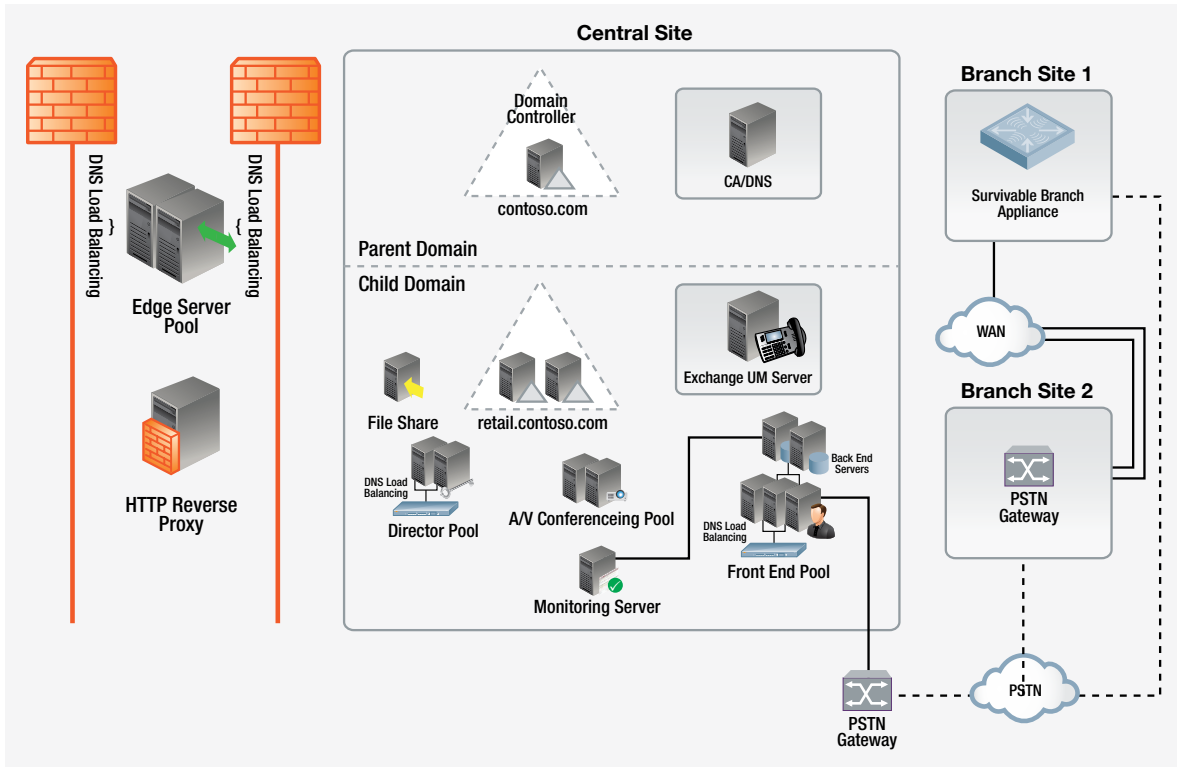 Central Site
Branch Site 1
Domain
Controller
contoso.com
CA/DNS
Survivable Branch
Appliance
DNS Load Balancing
}
{
DNS Load Balancing
Edge Server
Pool
Parent Domain
Child Domain
WAN
Exchange UM Server
Branch Site 2
File Share
retail.contoso.com
HTTP Reverse
Proxy
DNS Load
Balancing
Director Pool
A/V Conferenceing Pool
Back End
Servers
DNS Load
Balancing
Front End Pool
PSTN
Gateway
Monitoring Server
PSTN
PSTN
Gateway